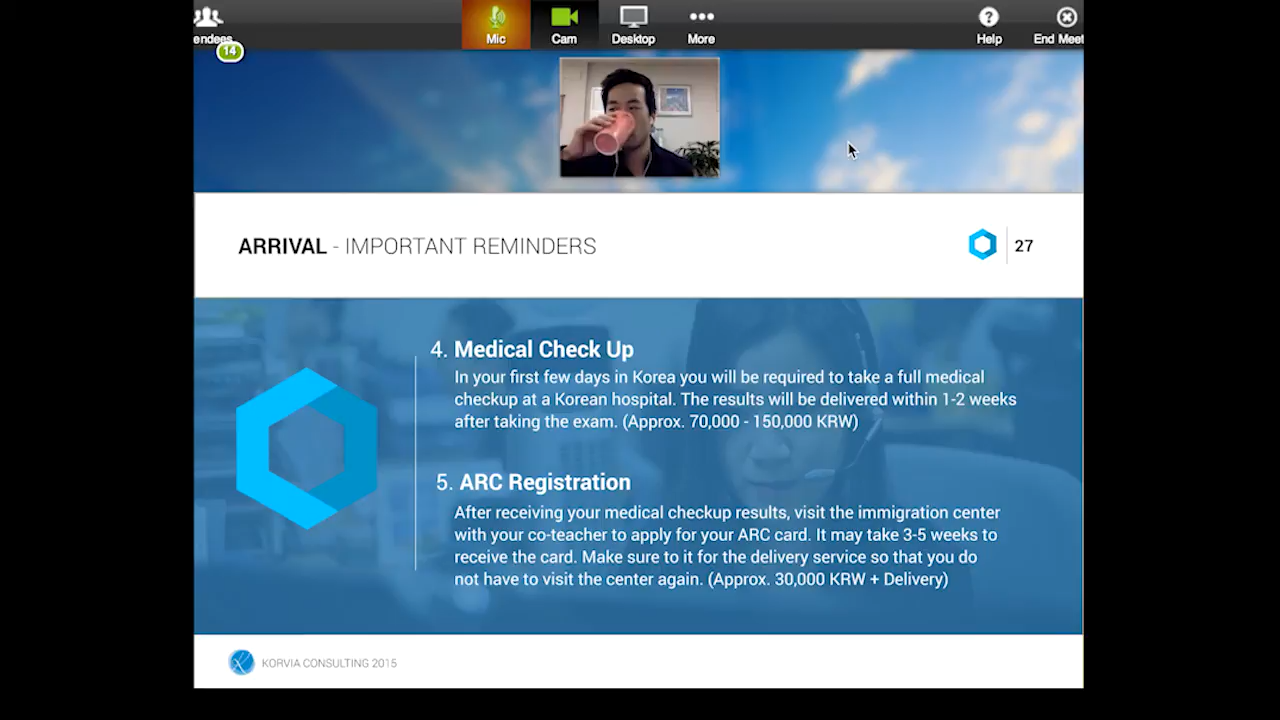 endees
14
Mic
Cam
Desktop
More
Help
End Meet
ARRIVAL - IMPORTANT REMINDERS
27
4. Medical Check Up
In your first few days in Korea you will be required to take a full medical
checkup at a Korean hospital. The results will be delivered within 1-2 weeks
after taking the exam. (Approx. 70,000 - 150,000 KRW)
5. ARC Registration
After receiving your medical checkup results, visit the immigration center
with your co-teacher to apply for your ARC card. It may take 3-5 weeks to
receive the card. Make sure to it for the delivery service so that you do
not have to visit the center again. (Approx. 30,000 KRW + Delivery)
KORVIA CONSULTING 2015